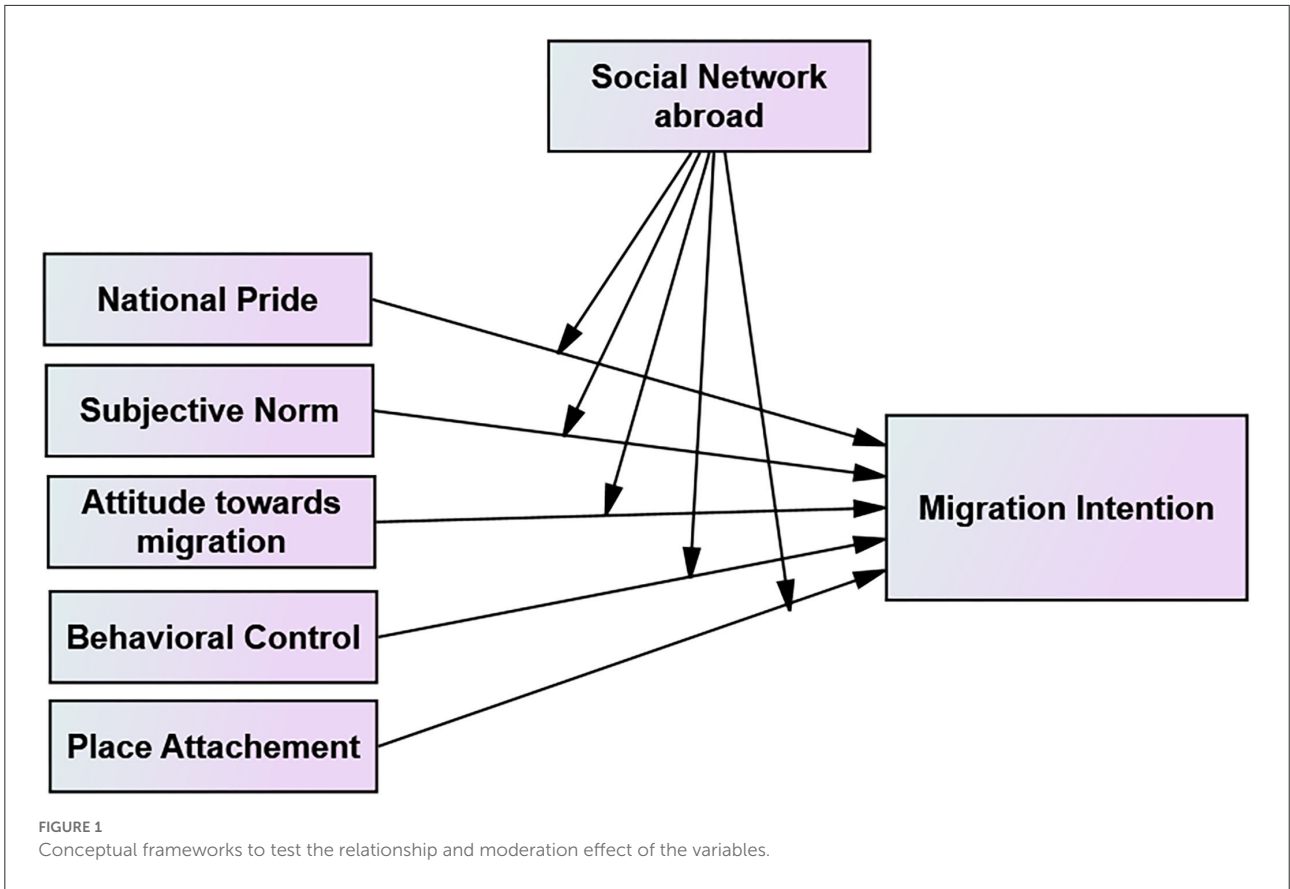 Social Network
abroad
National Pride
Subjective Norm
Attitude towards
migration
Behavioral Control
Place Attachement
Migration Intention
FIGURE 1
Conceptual frameworks to test the relationship and moderation effect of the variables.